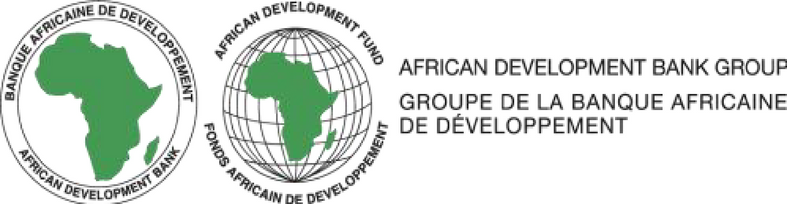 BANQUE AFRICAINE DE DEVELOPPEMENT
AFRICAN DEVELOPMENT BANK
AFRICAN DEVELOPMENT FUND
FONDS AFRICAIN DE DEVELOPPEMENT
AFRICAN DEVELOPMENT BANK GROUP
GROUPE DE LA BANQUE AFRICAINE
DE DÉVELOPPEMENT